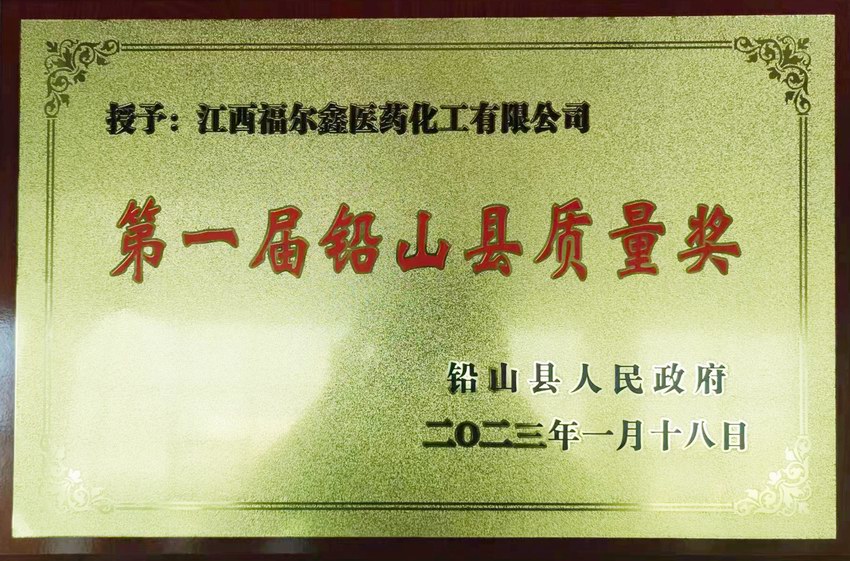 授予：江西福尔鑫医药化工有限公司
第一届铅山县质量奖
铅山县人民政府
二〇二三年一月十八日